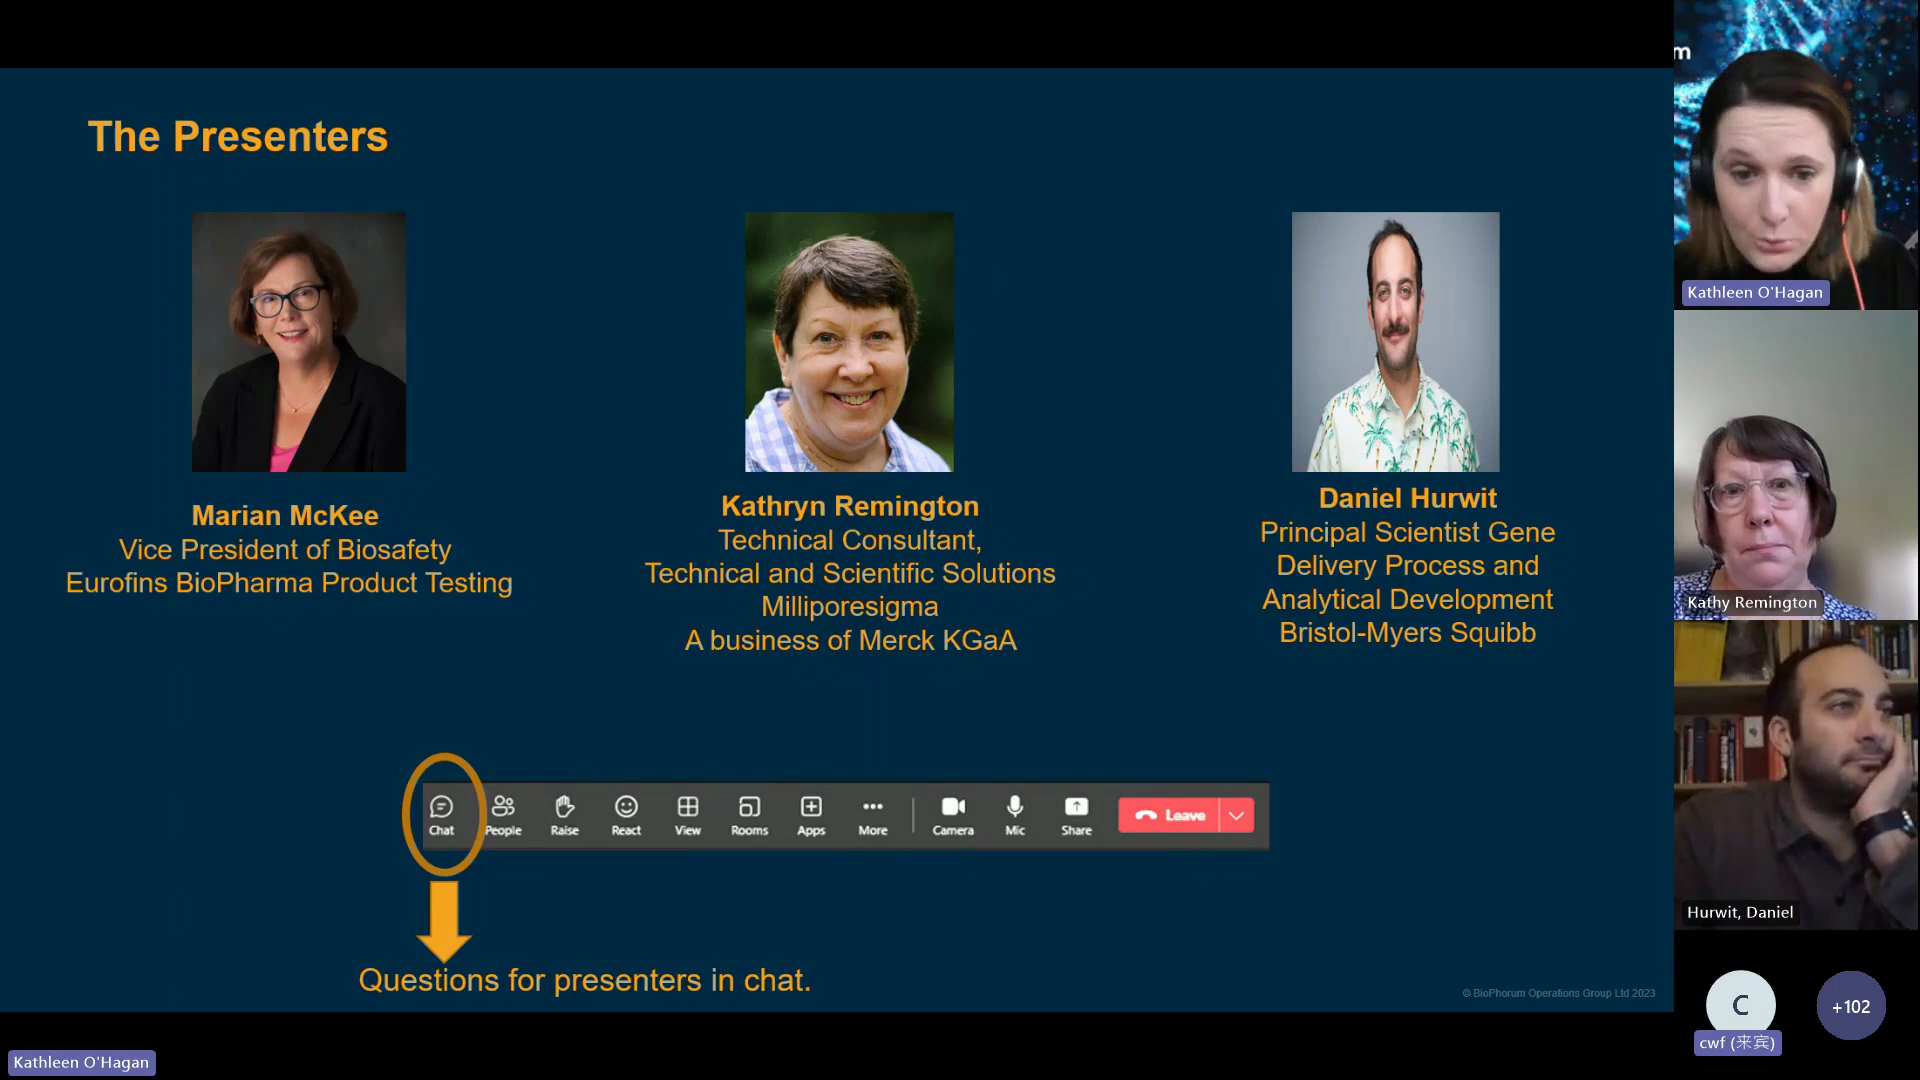 The Presenters
Marian McKee
Vice President of Biosafety
Eurofins BioPharma Product Testing
Kathryn Remington
Technical Consultant,
Technical and Scientific Solutions
Milliporesigma
A business of Merck KGaA
Daniel Hurwit
Principal Scientist Gene
Delivery Process and
Analytical Development
Bristol-Myers Squibb
Chat People Raise React View Rooms Apps More Camera Mic Share Leave
Questions for presenters in chat.
© BioPhorum Operations Group Ltd 2023
Kathleen O'Hagan
m
Kathleen O'Hagan
Kathy Remington
Hurwit, Daniel
C
+102
cwf (来宾)